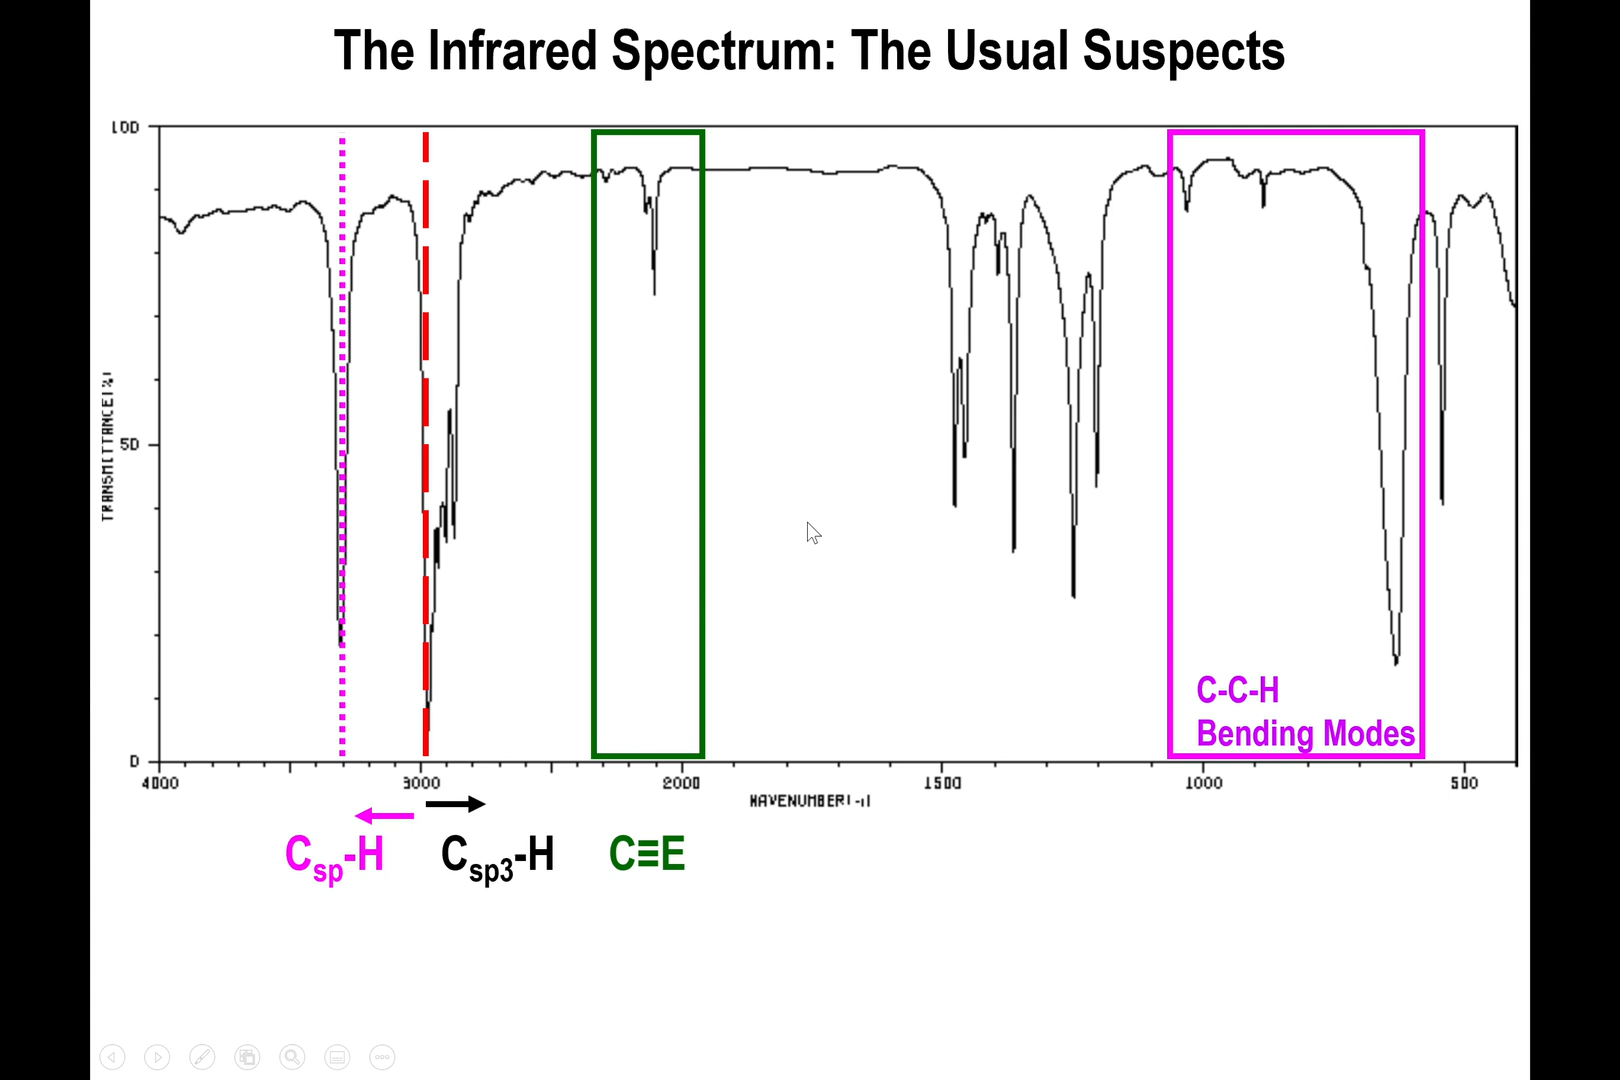 The Infrared Spectrum: The Usual Suspects
100
50
0
TRANSMITTANCE(%)
C-C-H
Bending Modes
4000 3000 2000 1500 1000 500
WAVENUMBER(-1)
Csp-H Csp3-H C≡E